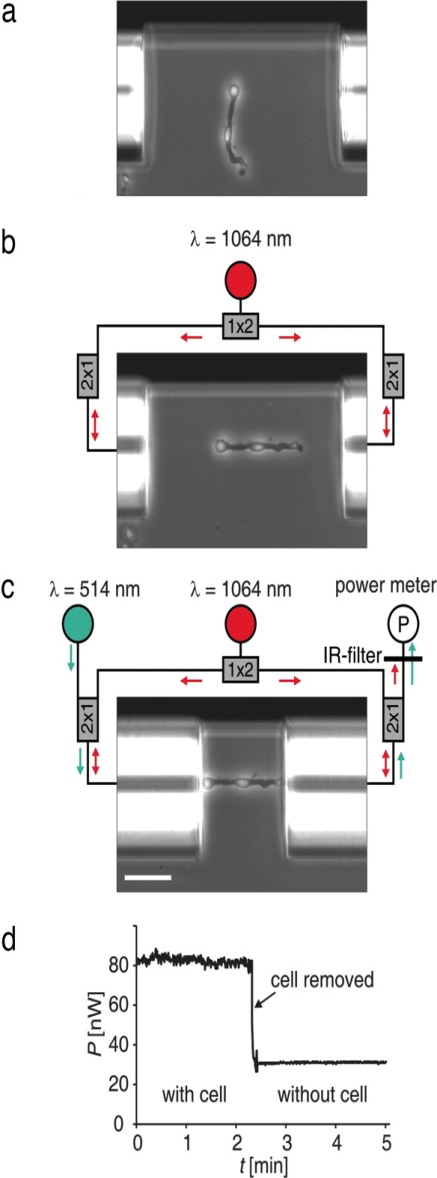 a
b
λ = 1064 nm
1x2
2x1
2x1
c
λ = 514 nm
λ = 1064 nm
power meter
P
IR-filter
1x2
2x1
2x1
d
P [nW]
80
60
40
20
0
cell removed
with cell
without cell
0 1 2 3 4 5
t [min]